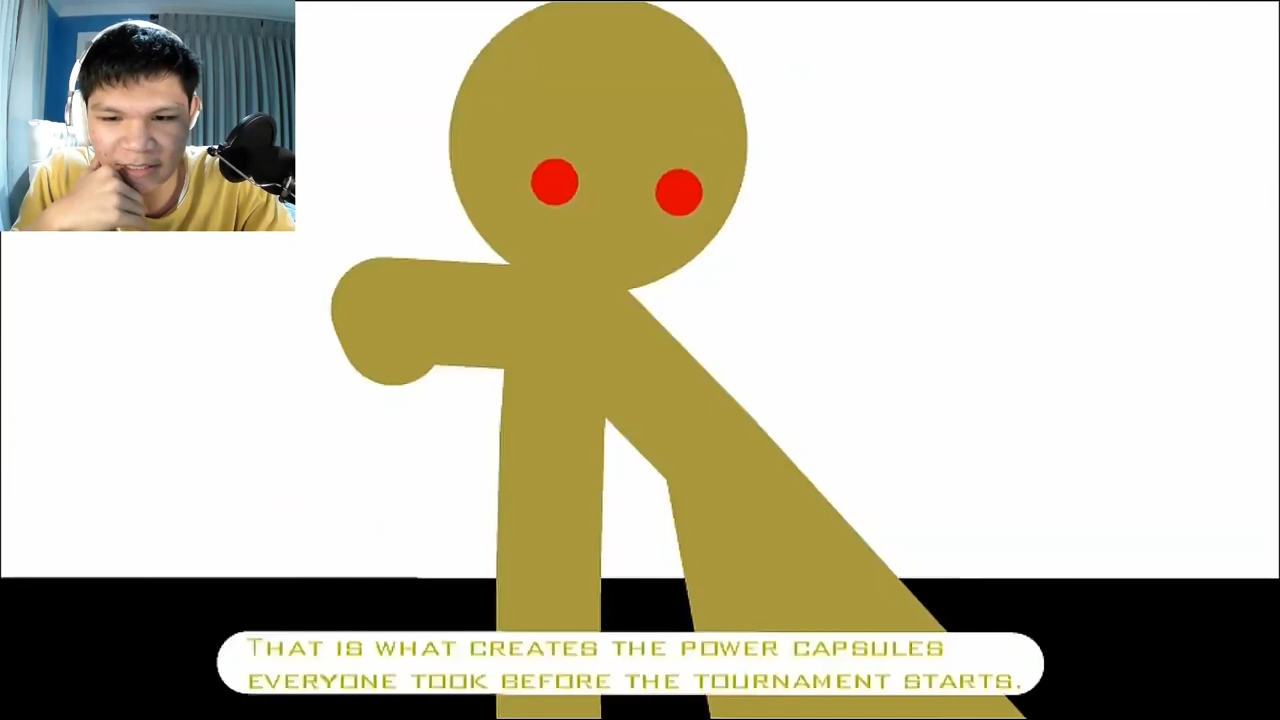 That is what creates the power capsules
everyone took before the tournament starts.